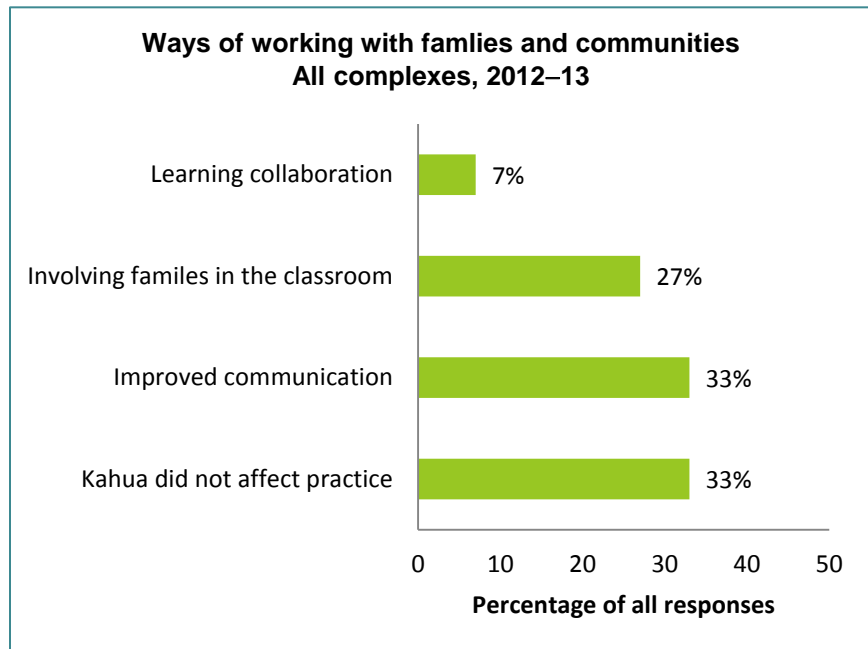 Ways of working with famlies and communities
All complexes, 2012–13
Learning collaboration
7%
Involving familes in the classroom
27%
Improved communication
33%
Kahua did not affect practice
33%
0 10 20 30 40 50
Percentage of all responses